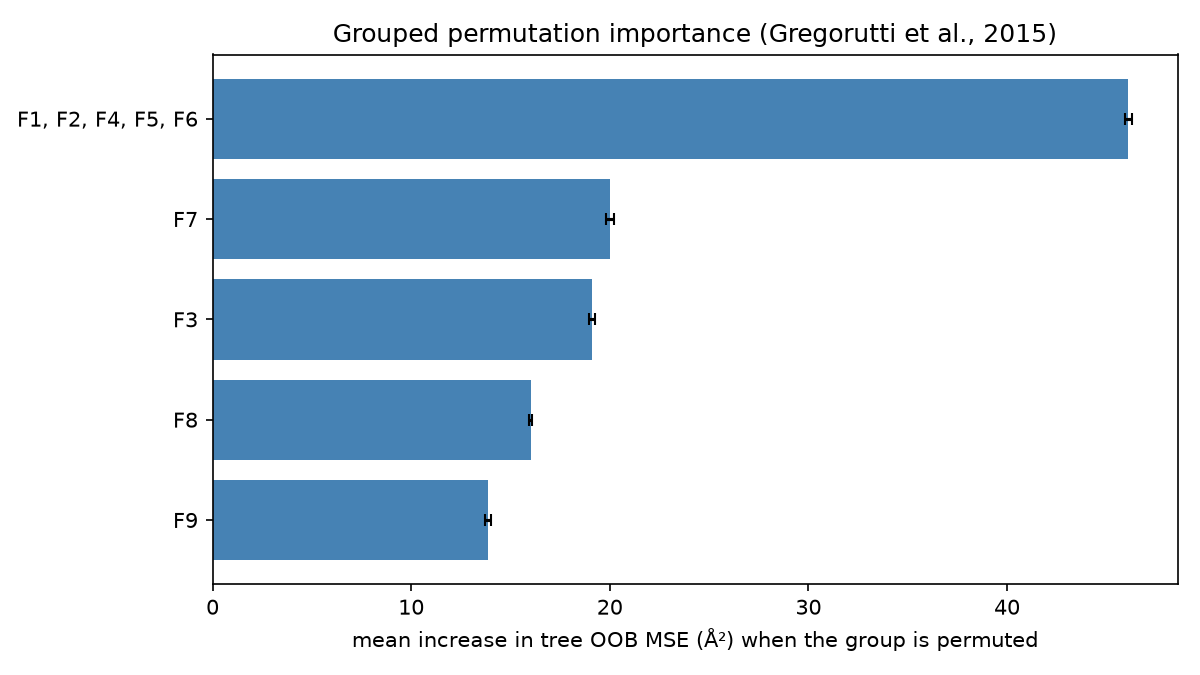 Grouped permutation importance (Gregorutti et al., 2015)
F1, F2, F4, F5, F6
F7
F3
F8
F9
0 10 20 30 40
mean increase in tree OOB MSE (Å²) when the group is permuted